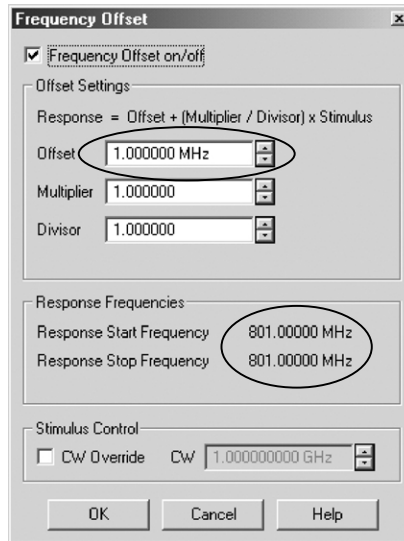 Frequency Offset
Frequency Offset on/off
Offset Settings
Response = Offset + (Multiplier / Divisor) x Stimulus
Offset 1.000000 MHz
Multiplier 1.000000
Divisor 1.000000
Response Frequencies
Response Start Frequency 801.00000 MHz
Response Stop Frequency 801.00000 MHz
Stimulus Control
CW Override CW 1.000000000 GHz
OK Cancel Help